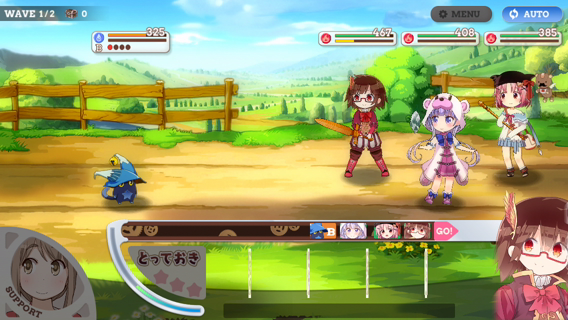 WAVE 1/2 0
MENU
AUTO
325
B
467
408
385
B
GO!
とっておき
SUPPORT